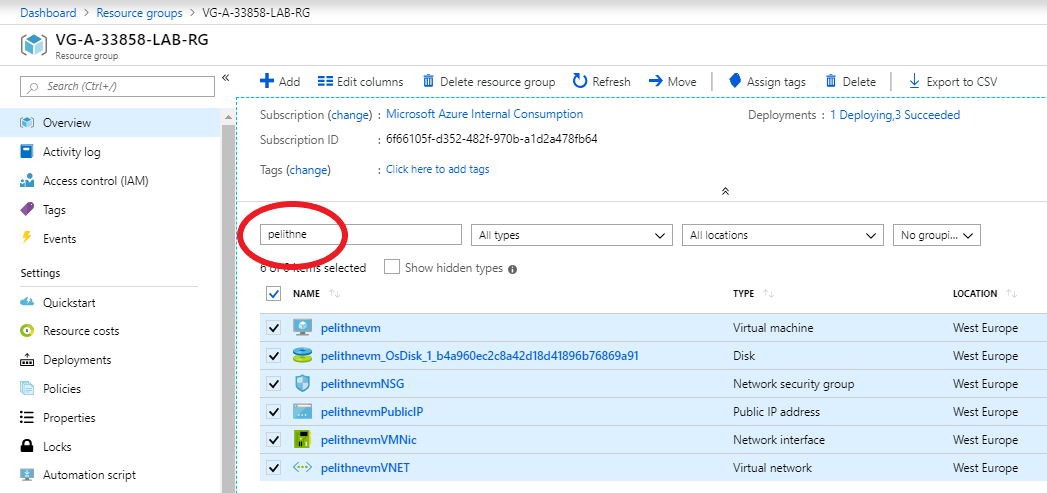 Dashboard > Resource groups > VG-A-33858-LAB-RG
VG-A-33858-LAB-RG
Resource group
Search (Ctrl+/)
Overview
Activity log
Access control (IAM)
Tags
Events
Settings
Quickstart
Resource costs
Deployments
Policies
Properties
Locks
Automation script
Add Edit columns Delete resource group Refresh Move Assign tags Delete Export to CSV
Subscription (change) : Microsoft Azure Internal Consumption Deployments : 1 Deploying,3 Succeeded
Subscription ID : 6f66105f-d352-482f-970b-a1d2a478fb64
Tags (change) : Click here to add tags
pelithne All types All locations No groupi...
6 of 6 items selected Show hidden types
NAME TYPE LOCATION
pelithnevm Virtual machine West Europe
pelithnevm_OsDisk_1_b4a960ec2c8a42d18d41896b76869a91 Disk West Europe
pelithnevmNSG Network security group West Europe
pelithnevmPublicIP Public IP address West Europe
pelithnevmVMNic Network interface West Europe
pelithnevmVNET Virtual network West Europe